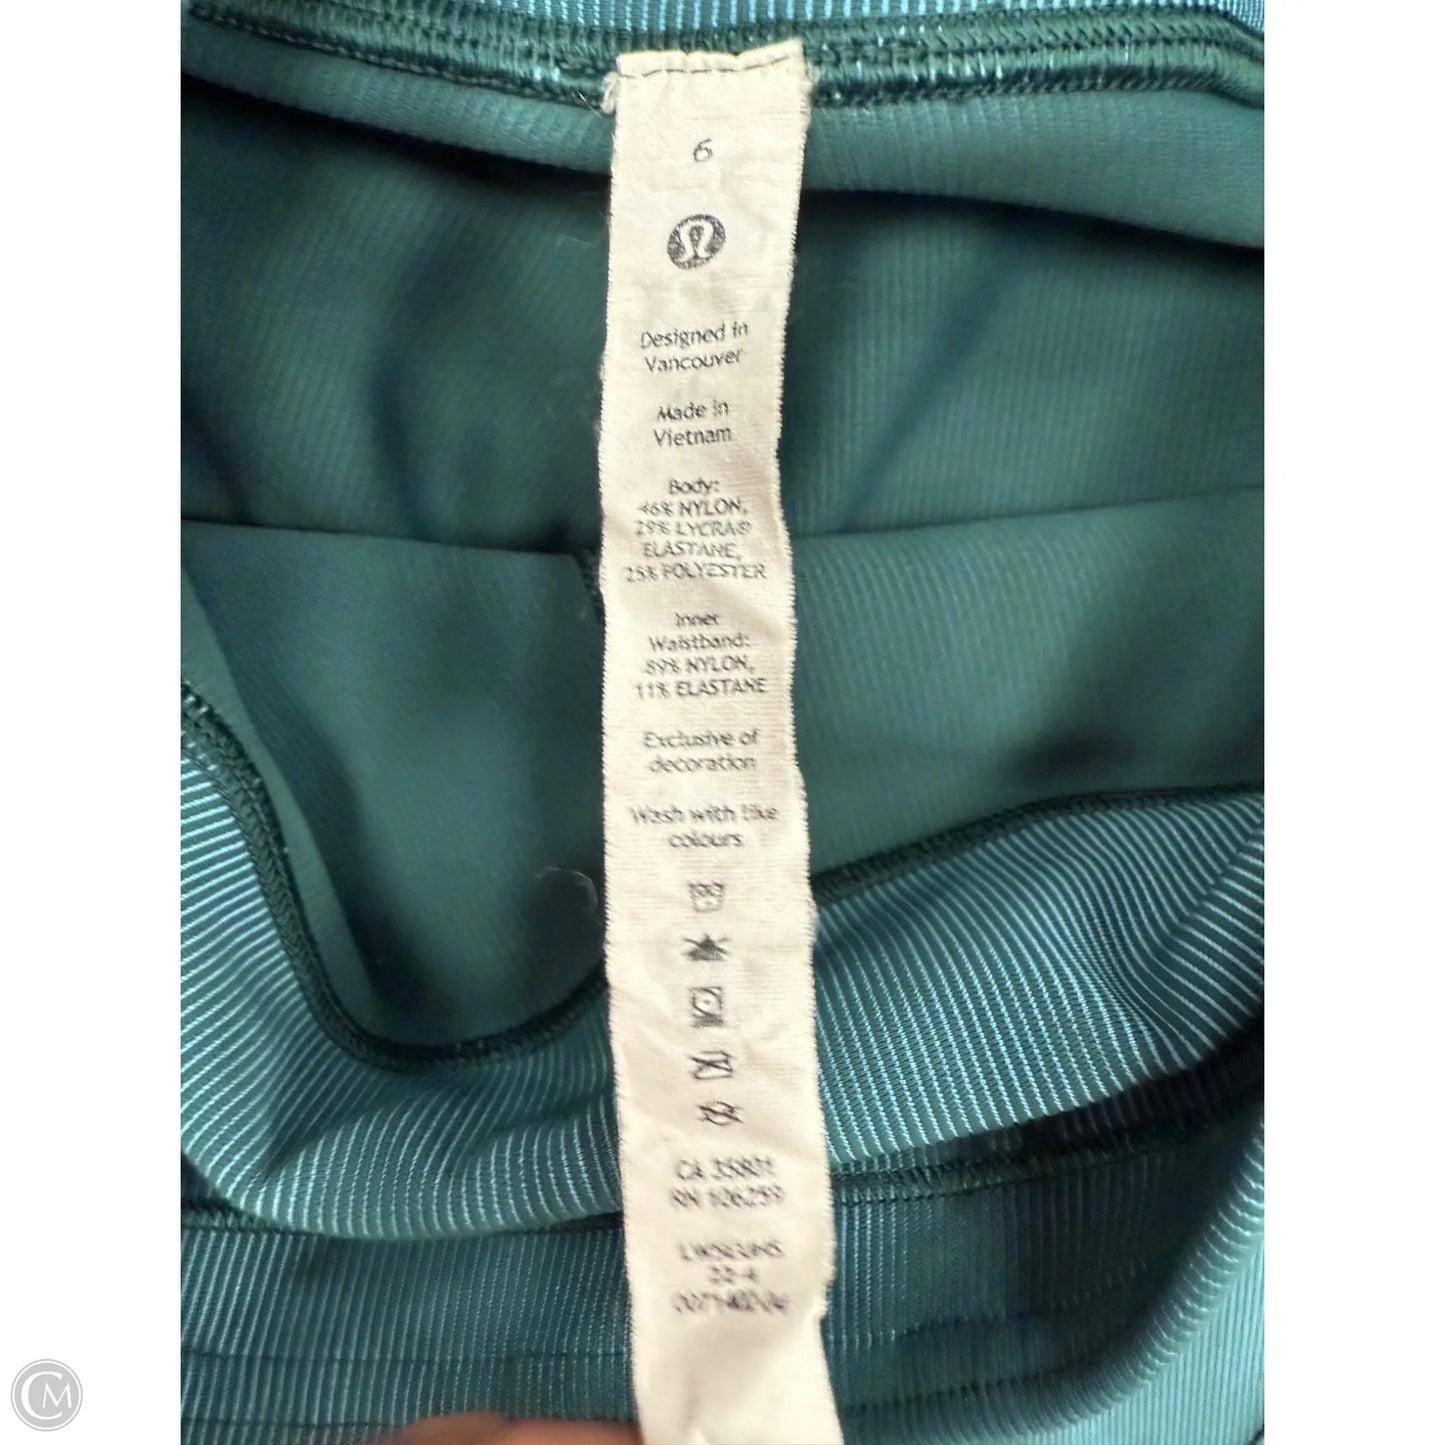 6
Designed in
Vancouver
Made in
Vietnam
Body:
46% NYLON,
29% LYCRA®
ELASTANE,
25% POLYESTER
Inner
Waistband:
89% NYLON,
11% ELASTANE
Exclusive of
decoration
Wash with like
colours
CA 35801
RN 106259
CM